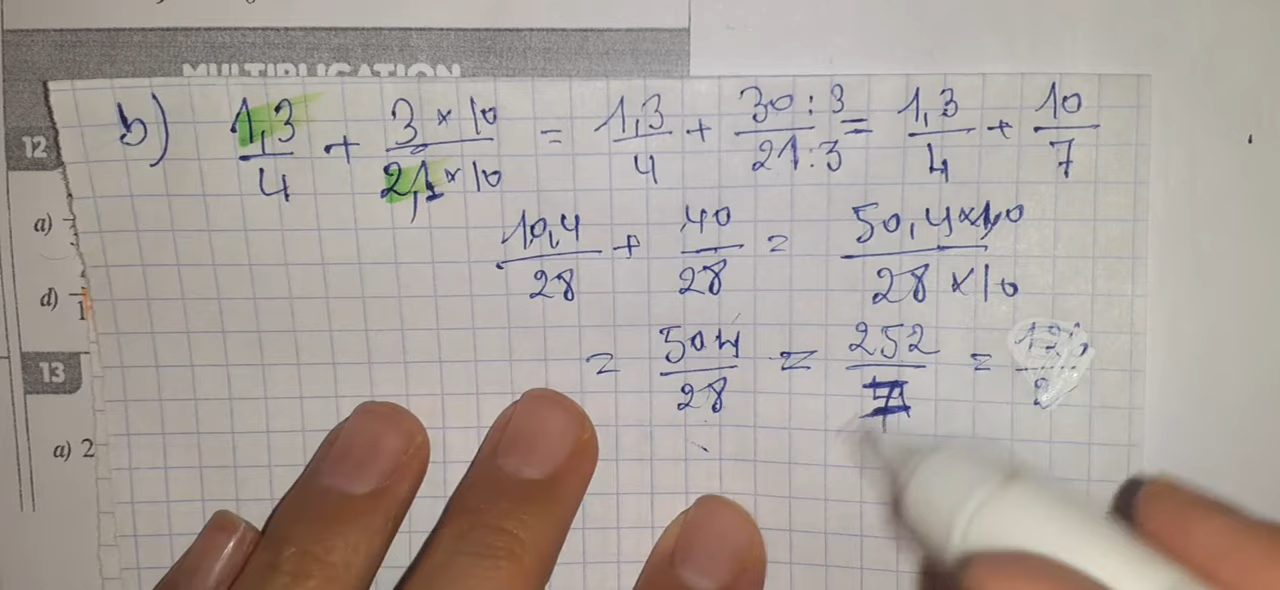 MULTIPLICATION
12
b) 1,3/4 + 3 × 10/2,1 × 10 = 1,3/4 + 30 : 3/21 : 3 = 1,3/4 + 10/7
a)
10,4/28 + 40/28 = 50,4 × 10/28 × 10
d) 1
= 504/28 = 252/ =
13
a) 2